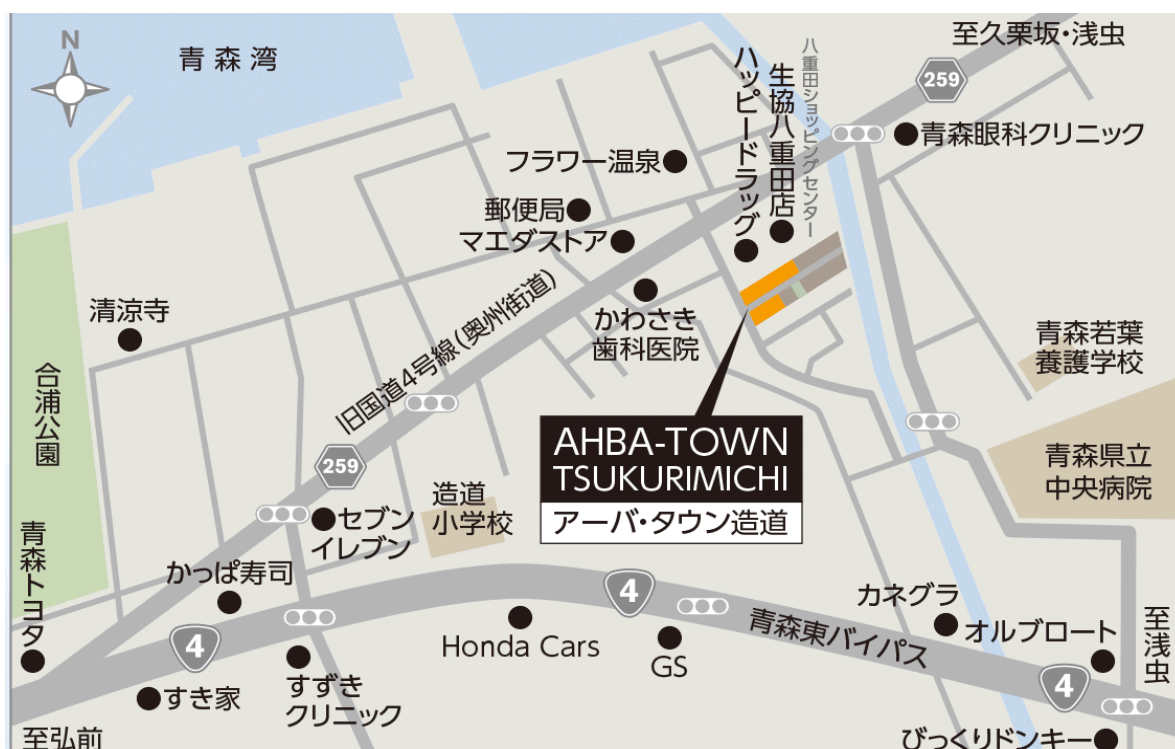 N
青森湾
至久栗坂・浅虫
259
青森眼科クリニック
八重田ショッピングセンター
生協八重田店
ハッピードラッグ
フラワー温泉
郵便局
マエダストア
かわさき
歯科医院
旧国道4号線(奥州街道)
清涼寺
合浦公園
青森若葉
養護学校
青森県立
中央病院
AHBA-TOWN
TSUKURIMICHI
アーバ・タウン造道
259
造道
小学校
セブン
イレブン
青森トヨタ
かっぱ寿司
4
4
Honda Cars
GS
カネグラ
青森東バイパス
オルブロート
至浅虫
4
すき家
すずき
クリニック
至弘前
びっくりドンキー